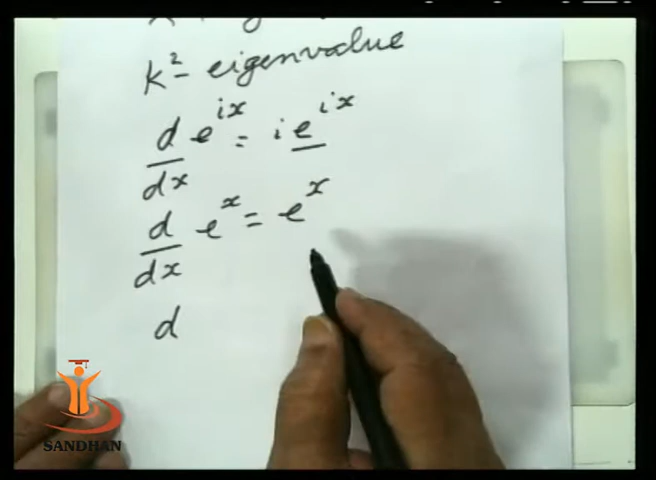 k² - eigenvalue
d/dx e^{ix} = i e^{ix}
d/dx e^x = e^x
d
SANDHAN